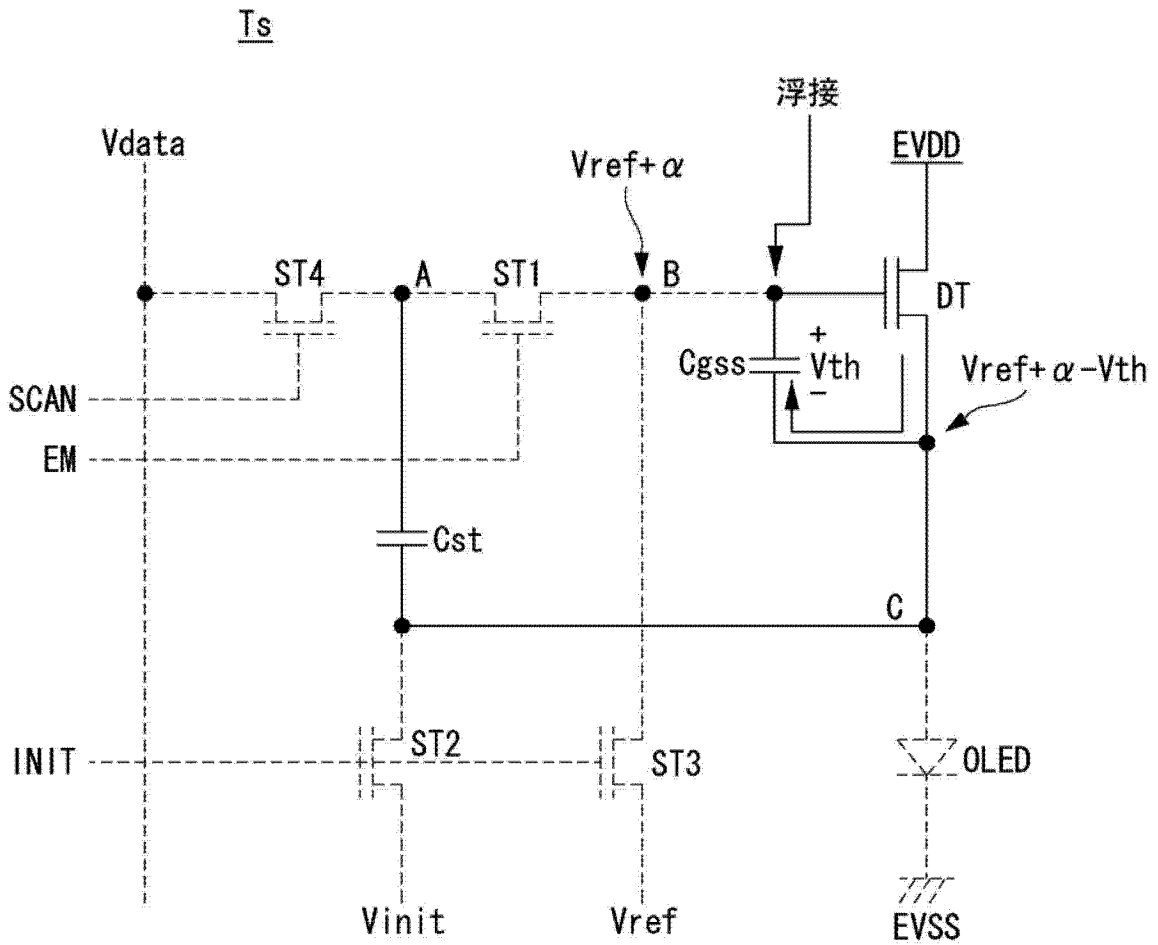 Ts
浮接
Vdata
Vref+α
EVDD
ST4
A
ST1
B
DT
Cgss
+
Vth
-
Vref+α-Vth
SCAN
EM
Cst
C
INIT
ST2
ST3
OLED
Vinit
Vref
EVSS